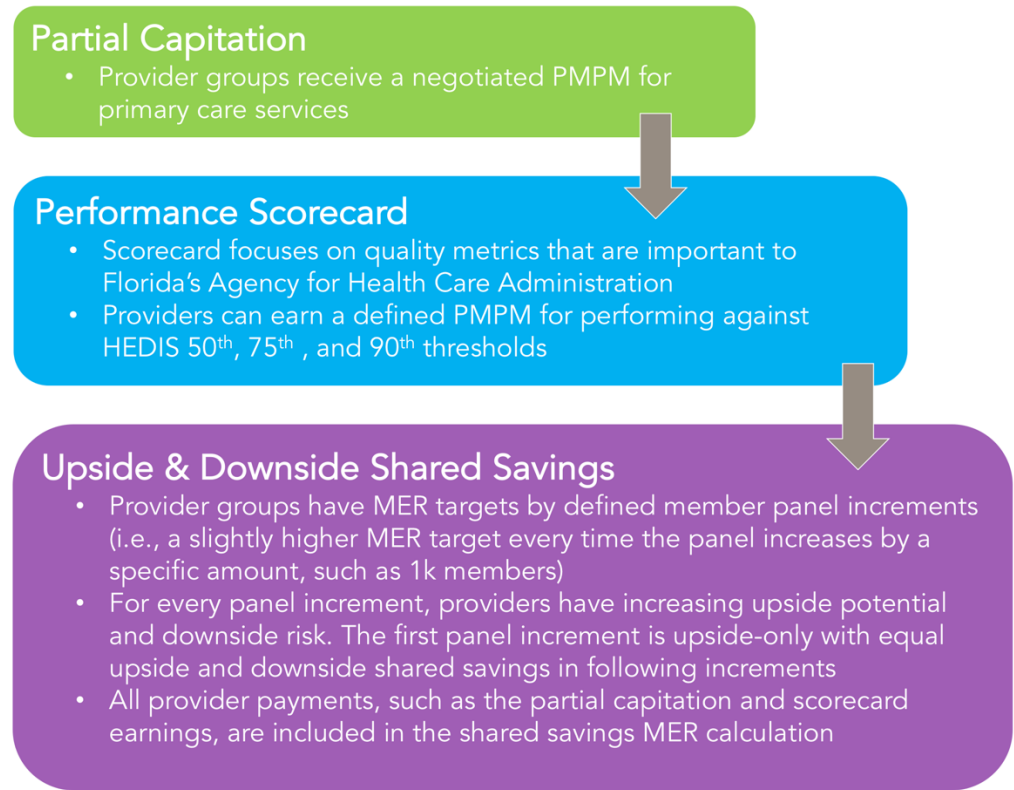 Partial Capitation
• Provider groups receive a negotiated PMPM for
primary care services
Performance Scorecard
• Scorecard focuses on quality metrics that are important to
Florida’s Agency for Health Care Administration
• Providers can earn a defined PMPM for performing against
HEDIS 50th, 75th , and 90th thresholds
Upside & Downside Shared Savings
• Provider groups have MER targets by defined member panel increments
(i.e., a slightly higher MER target every time the panel increases by a
specific amount, such as 1k members)
• For every panel increment, providers have increasing upside potential
and downside risk. The first panel increment is upside-only with equal
upside and downside shared savings in following increments
• All provider payments, such as the partial capitation and scorecard
earnings, are included in the shared savings MER calculation